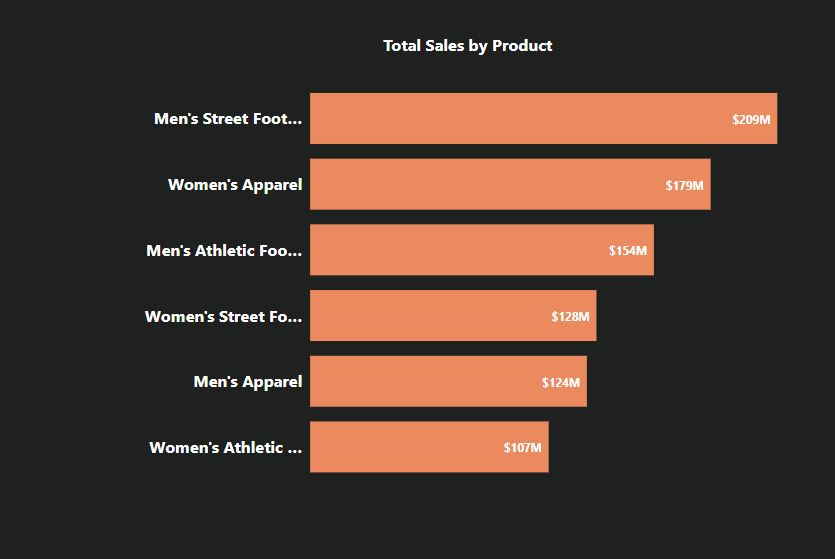 Total Sales by Product
Men's Street Foot... $209M
Women's Apparel $179M
Men's Athletic Foo... $154M
Women's Street Fo... $128M
Men's Apparel $124M
Women's Athletic ... $107M